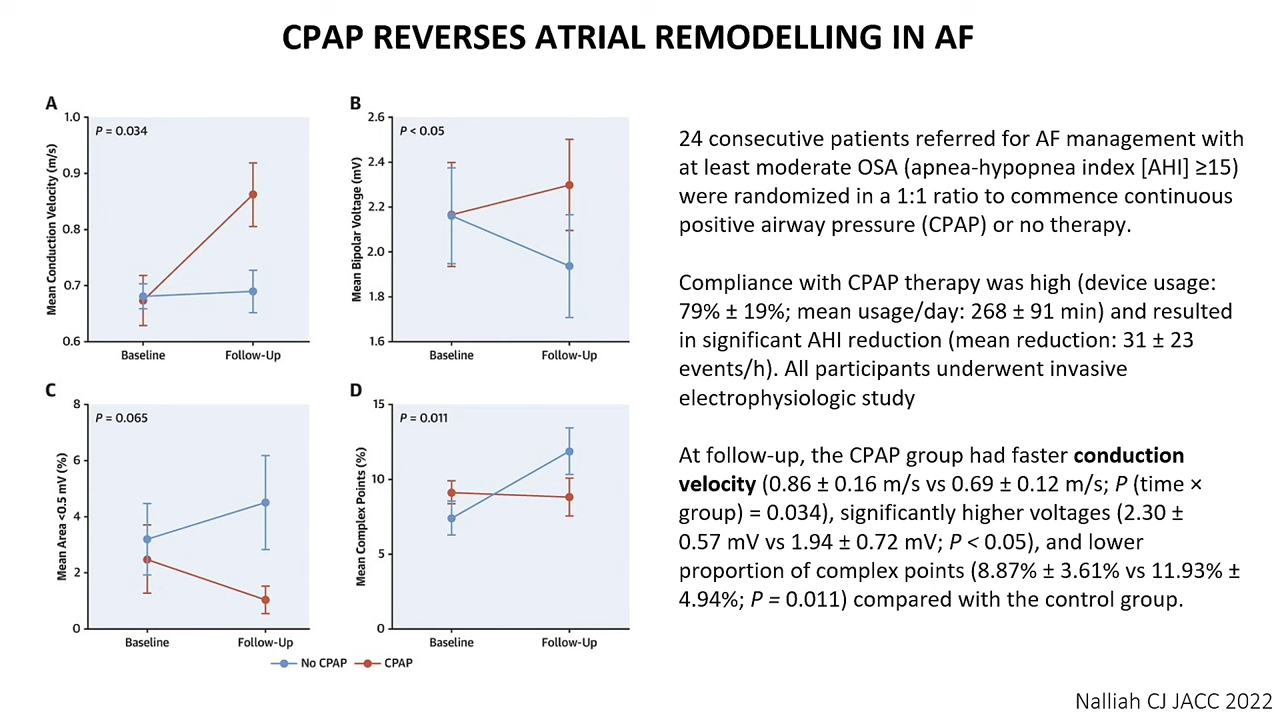 CPAP REVERSES ATRIAL REMODELLING IN AF
A
P = 0.034
Mean Conduction Velocity (m/s)
1.0
0.9
0.8
0.7
0.6
Baseline
Follow-Up
B
P < 0.05
Mean Bipolar Voltage (mV)
2.6
2.4
2.2
2.0
1.8
1.6
Baseline
Follow-Up
C
P = 0.065
Mean Area <0.5 mV (%)
8
6
4
2
0
Baseline
Follow-Up
D
P = 0.011
Mean Complex Points (%)
15
10
5
0
Baseline
Follow-Up
No CPAP
CPAP
24 consecutive patients referred for AF management with
at least moderate OSA (apnea-hypopnea index [AHI] ≥15)
were randomized in a 1:1 ratio to commence continuous
positive airway pressure (CPAP) or no therapy.
Compliance with CPAP therapy was high (device usage:
79% ± 19%; mean usage/day: 268 ± 91 min) and resulted
in significant AHI reduction (mean reduction: 31 ± 23
events/h). All participants underwent invasive
electrophysiologic study
At follow-up, the CPAP group had faster conduction
velocity (0.86 ± 0.16 m/s vs 0.69 ± 0.12 m/s; P (time ×
group) = 0.034), significantly higher voltages (2.30 ±
0.57 mV vs 1.94 ± 0.72 mV; P < 0.05), and lower
proportion of complex points (8.87% ± 3.61% vs 11.93% ±
4.94%; P = 0.011) compared with the control group.
Nalliah CJ JACC 2022